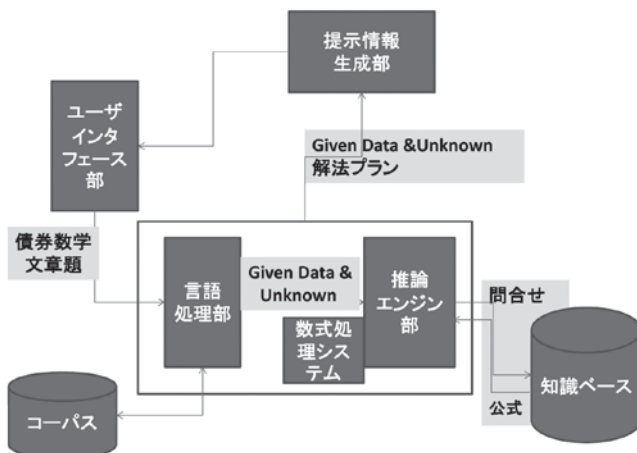 提示情報
生成部
ユーザ
インタ
フェース
部
Given Data &Unknown
解法プラン
債券数学
文章題
言語
処理部
Given Data &
Unknown
推論
エンジン
部
数式処
理シス
テム
問合せ
公式
知識ベース
コーパス